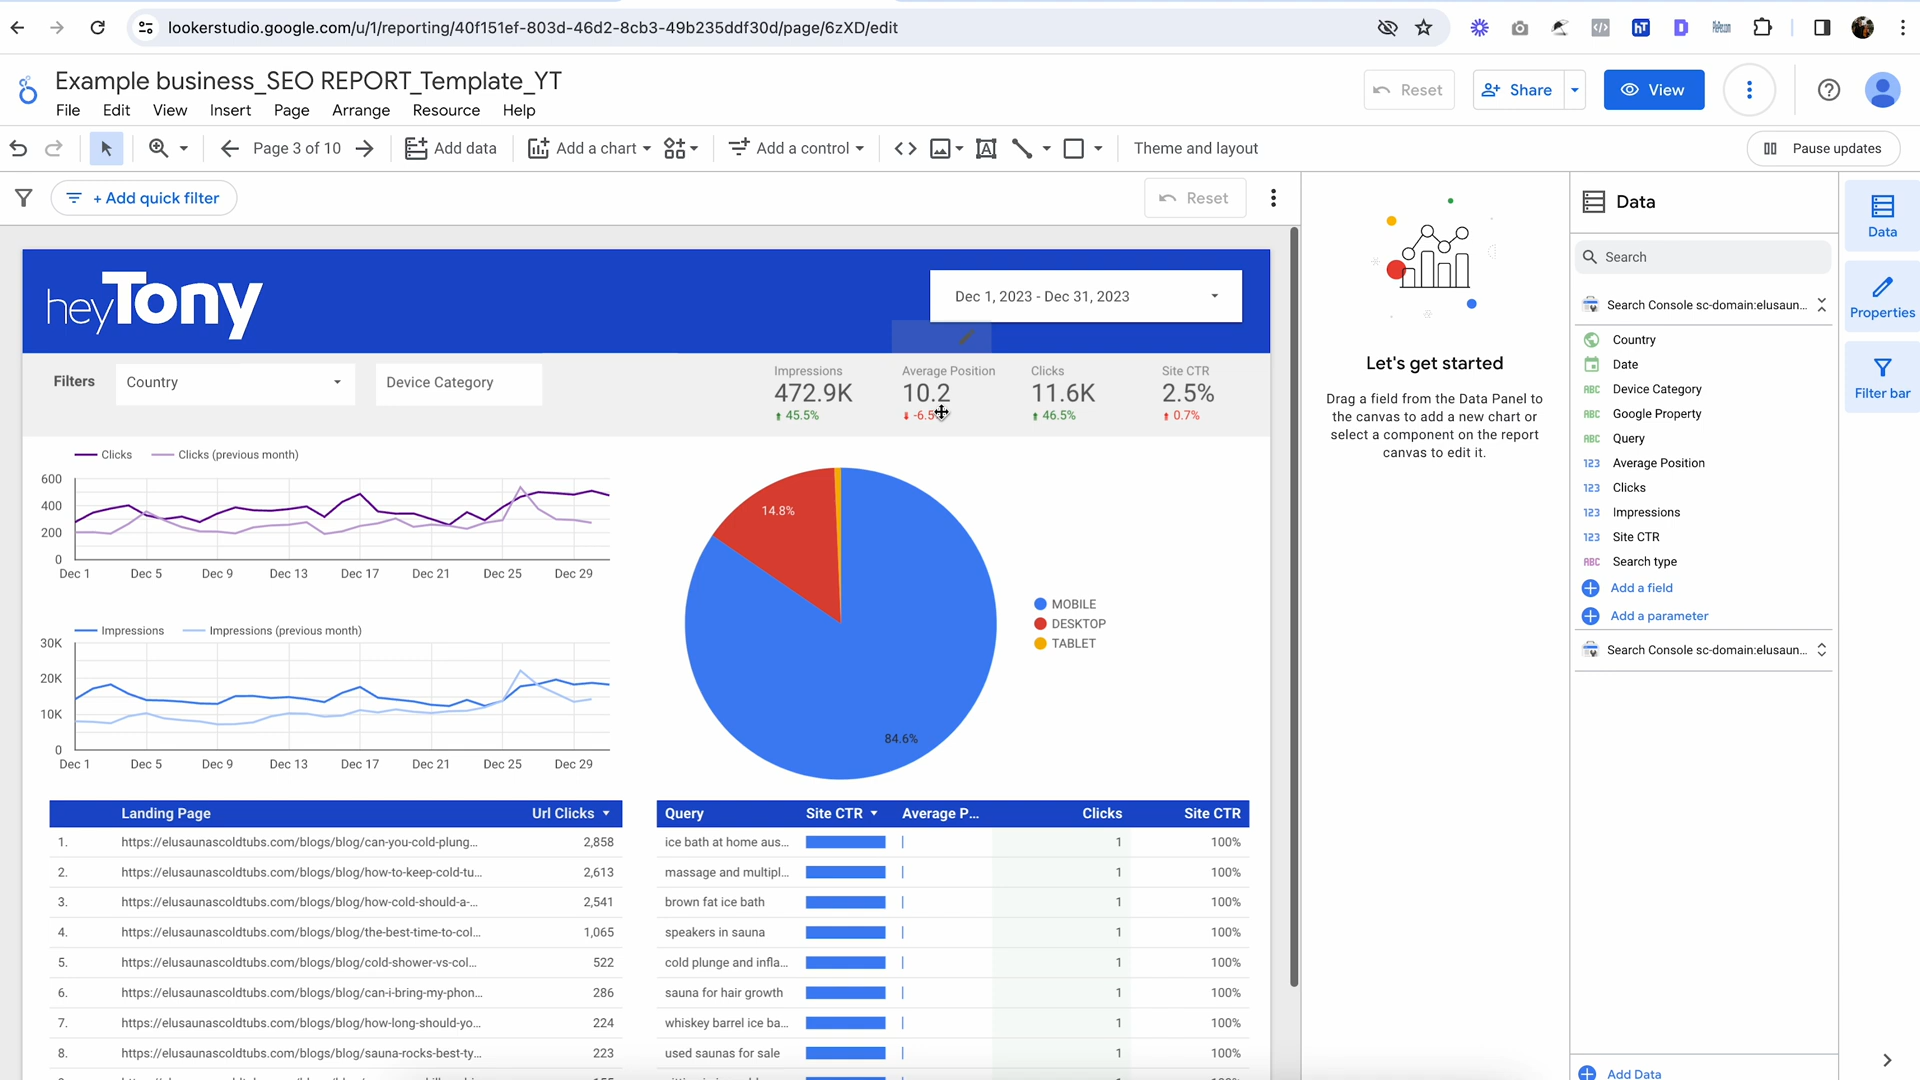 lookerstudio.google.com/u/1/reporting/40f151ef-803d-46d2-8cb3-49b235ddf30d/page/6zXD/edit
Example business_SEO REPORT_Template_YT
File Edit View Insert Page Arrange Resource Help
Reset Share View
Page 3 of 10 Add data Add a chart Add a control Theme and layout Pause updates
+ Add quick filter Reset
heyTony
Dec 1, 2023 - Dec 31, 2023
Filters Country Device Category
Impressions Average Position Clicks Site CTR
472.9K 10.2 11.6K 2.5%
45.5% -6.5 46.5% 0.7%
Clicks Clicks (previous month)
600
400
200
0
Dec 1 Dec 5 Dec 9 Dec 13 Dec 17 Dec 21 Dec 25 Dec 29
Impressions Impressions (previous month)
30K
20K
10K
0
Dec 1 Dec 5 Dec 9 Dec 13 Dec 17 Dec 21 Dec 25 Dec 29
14.8%
84.6%
MOBILE
DESKTOP
TABLET
Landing Page Url Clicks
1. https://elusaunascoldtubs.com/blogs/blog/can-you-cold-plung... 2,858
2. https://elusaunascoldtubs.com/blogs/blog/how-to-keep-cold-tu... 2,613
3. https://elusaunascoldtubs.com/blogs/blog/how-cold-should-a-... 2,541
4. https://elusaunascoldtubs.com/blogs/blog/the-best-time-to-col... 1,065
5. https://elusaunascoldtubs.com/blogs/blog/cold-shower-vs-col... 522
6. https://elusaunascoldtubs.com/blogs/blog/can-i-bring-my-phon... 286
7. https://elusaunascoldtubs.com/blogs/blog/how-long-should-yo... 224
8. https://elusaunascoldtubs.com/blogs/blog/sauna-rocks-best-ty... 223
Query Site CTR Average P... Clicks Site CTR
ice bath at home aus... 1 100%
massage and multipl... 1 100%
brown fat ice bath 1 100%
speakers in sauna 1 100%
cold plunge and infla... 1 100%
sauna for hair growth 1 100%
whiskey barrel ice ba... 1 100%
used saunas for sale 1 100%
Let's get started
Drag a field from the Data Panel to
the canvas to add a new chart or
select a component on the report
canvas to edit it.
Data
Search
Search Console sc-domain:elusaun...
Country
Date
ABC Device Category
ABC Google Property
ABC Query
123 Average Position
123 Clicks
123 Impressions
123 Site CTR
ABC Search type
Add a field
Add a parameter
Search Console sc-domain:elusaun...
Add Data
Data
Properties
Filter bar